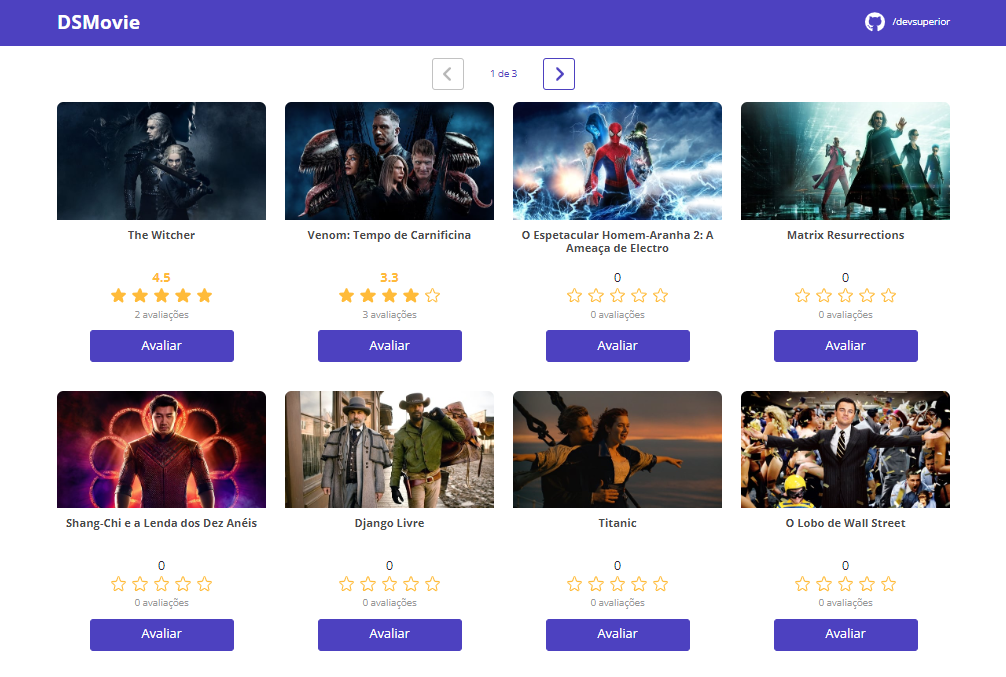 DSMovie
/devsuperior
1 de 3
The Witcher
4.5
2 avaliações
Avaliar
Venom: Tempo de Carnificina
3.3
3 avaliações
Avaliar
O Espetacular Homem-Aranha 2: A
Ameaça de Electro
0
0 avaliações
Avaliar
Matrix Resurrections
0
0 avaliações
Avaliar
Shang-Chi e a Lenda dos Dez Anéis
0
0 avaliações
Avaliar
Django Livre
0
0 avaliações
Avaliar
Titanic
0
0 avaliações
Avaliar
O Lobo de Wall Street
0
0 avaliações
Avaliar